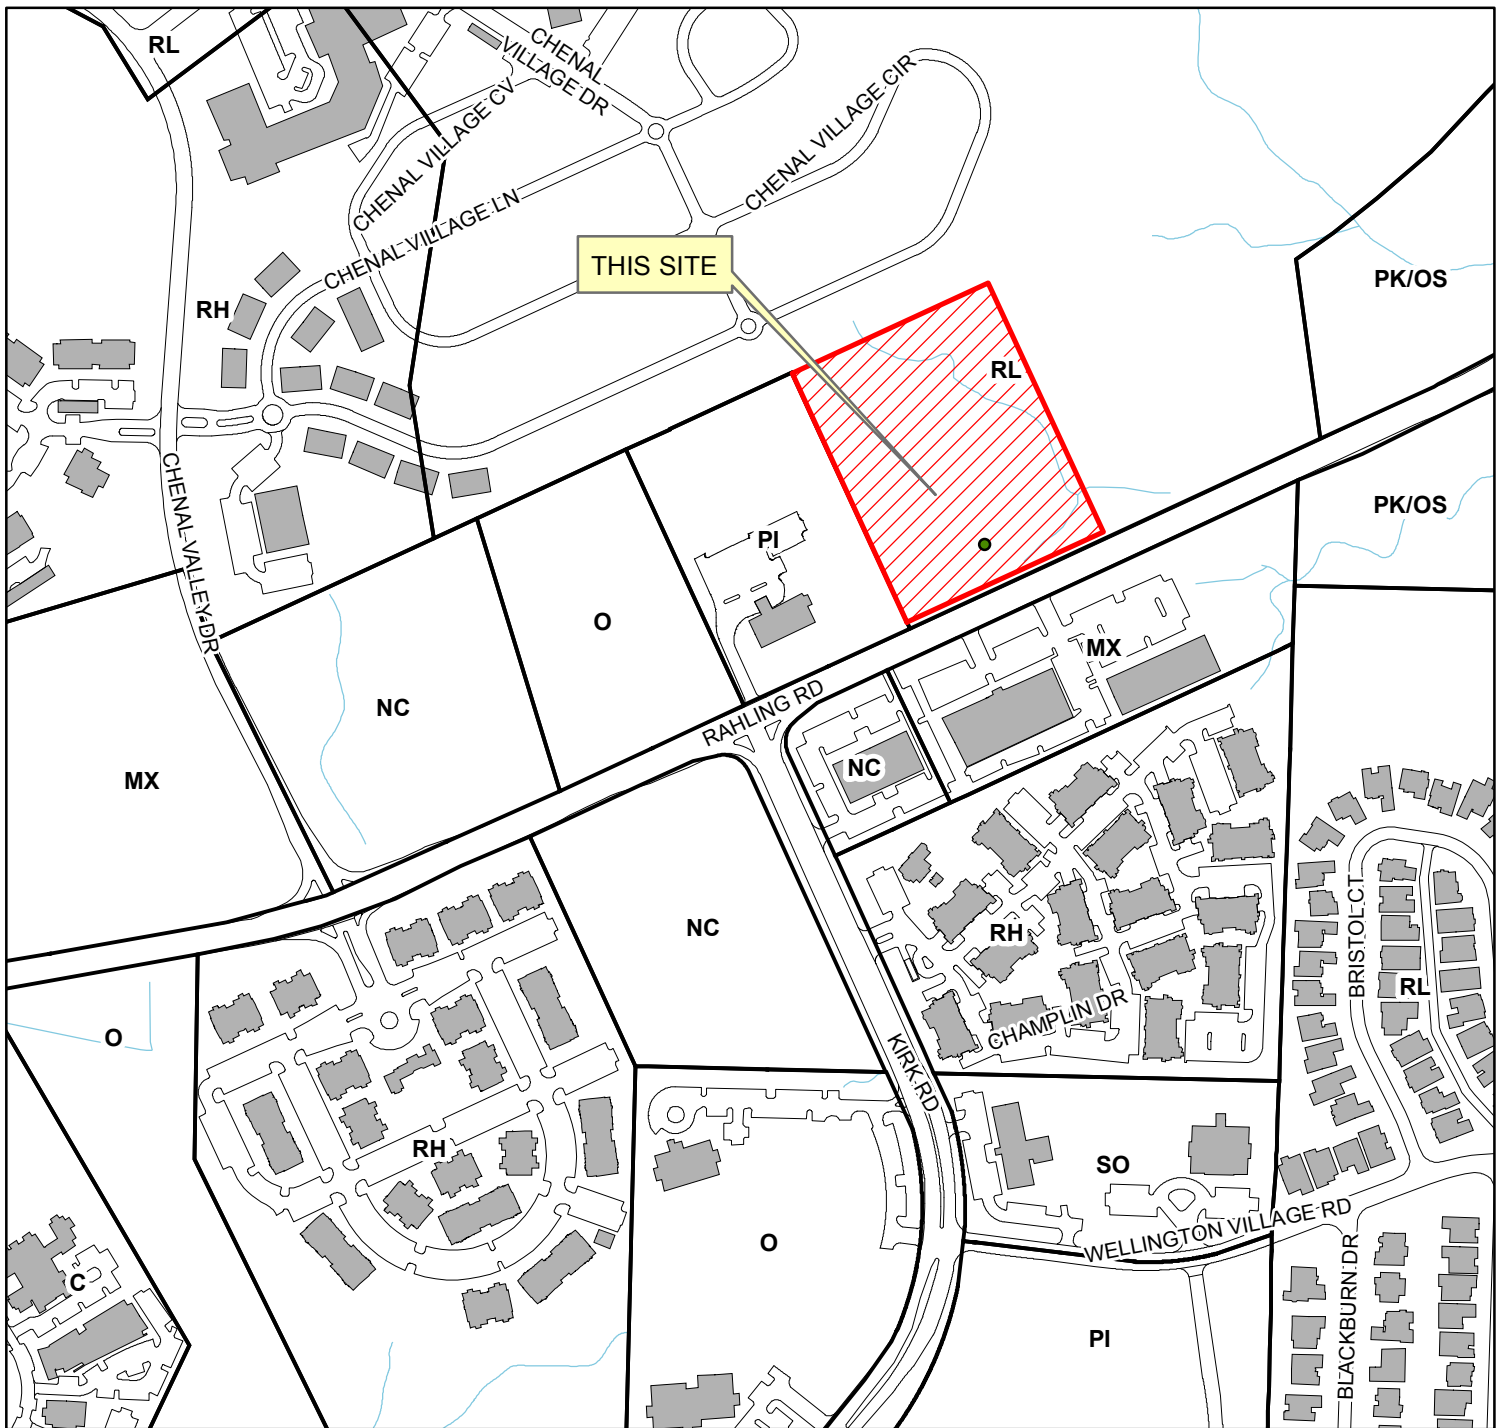 RL
CHENAL
VILLAGE DR
CHENAL VILLAGE CV
CHENAL VILLAGE CIR
CHENAL VILLAGE LN
THIS SITE
PK/OS
RH
RL
CHENAL VALLEY DR
PK/OS
PI
O
MX
RAHLING RD
NC
NC
MX
NC
RH
BRISTOL CT
RL
CHAMPLIN DR
O
KIRK RD
RH
SO
WELLINGTON VILLAGE RD
O
C
BLACKBURN DR
PI